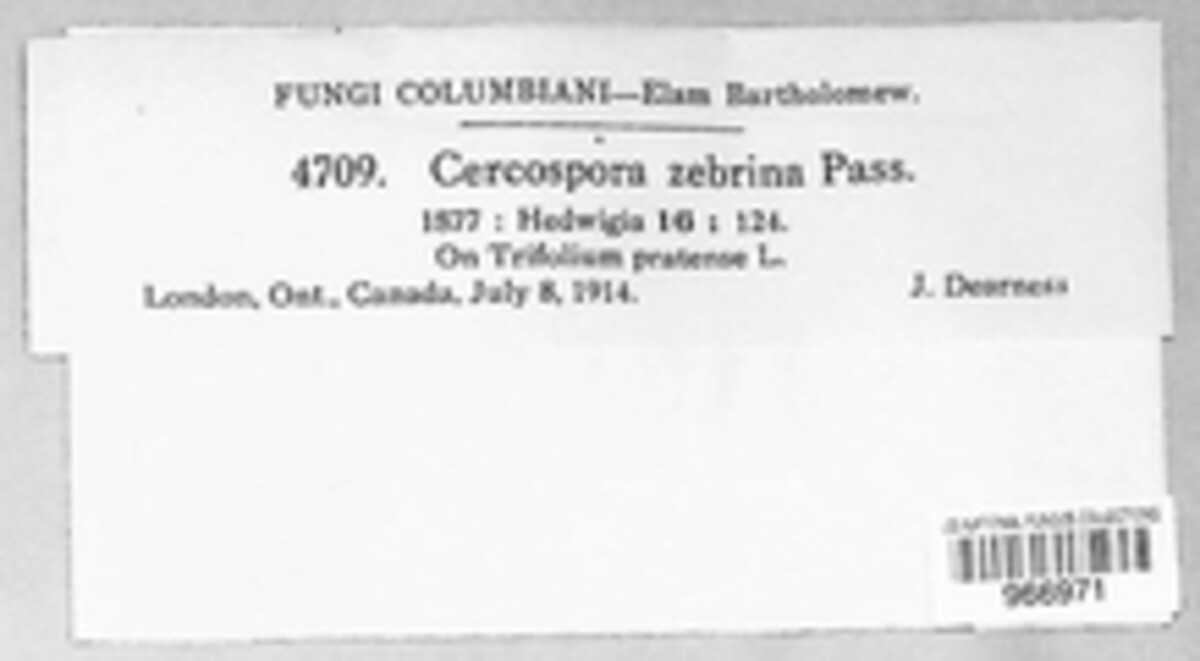 FUNGI COLUMBIANI—Elam Bartholomew.
4709. Cercospora zebrina Pass.
1877 : Hedwigia 16 : 124.
On Trifolium pratense L.
London, Ont., Canada, July 8, 1914. J. Dearness
966971